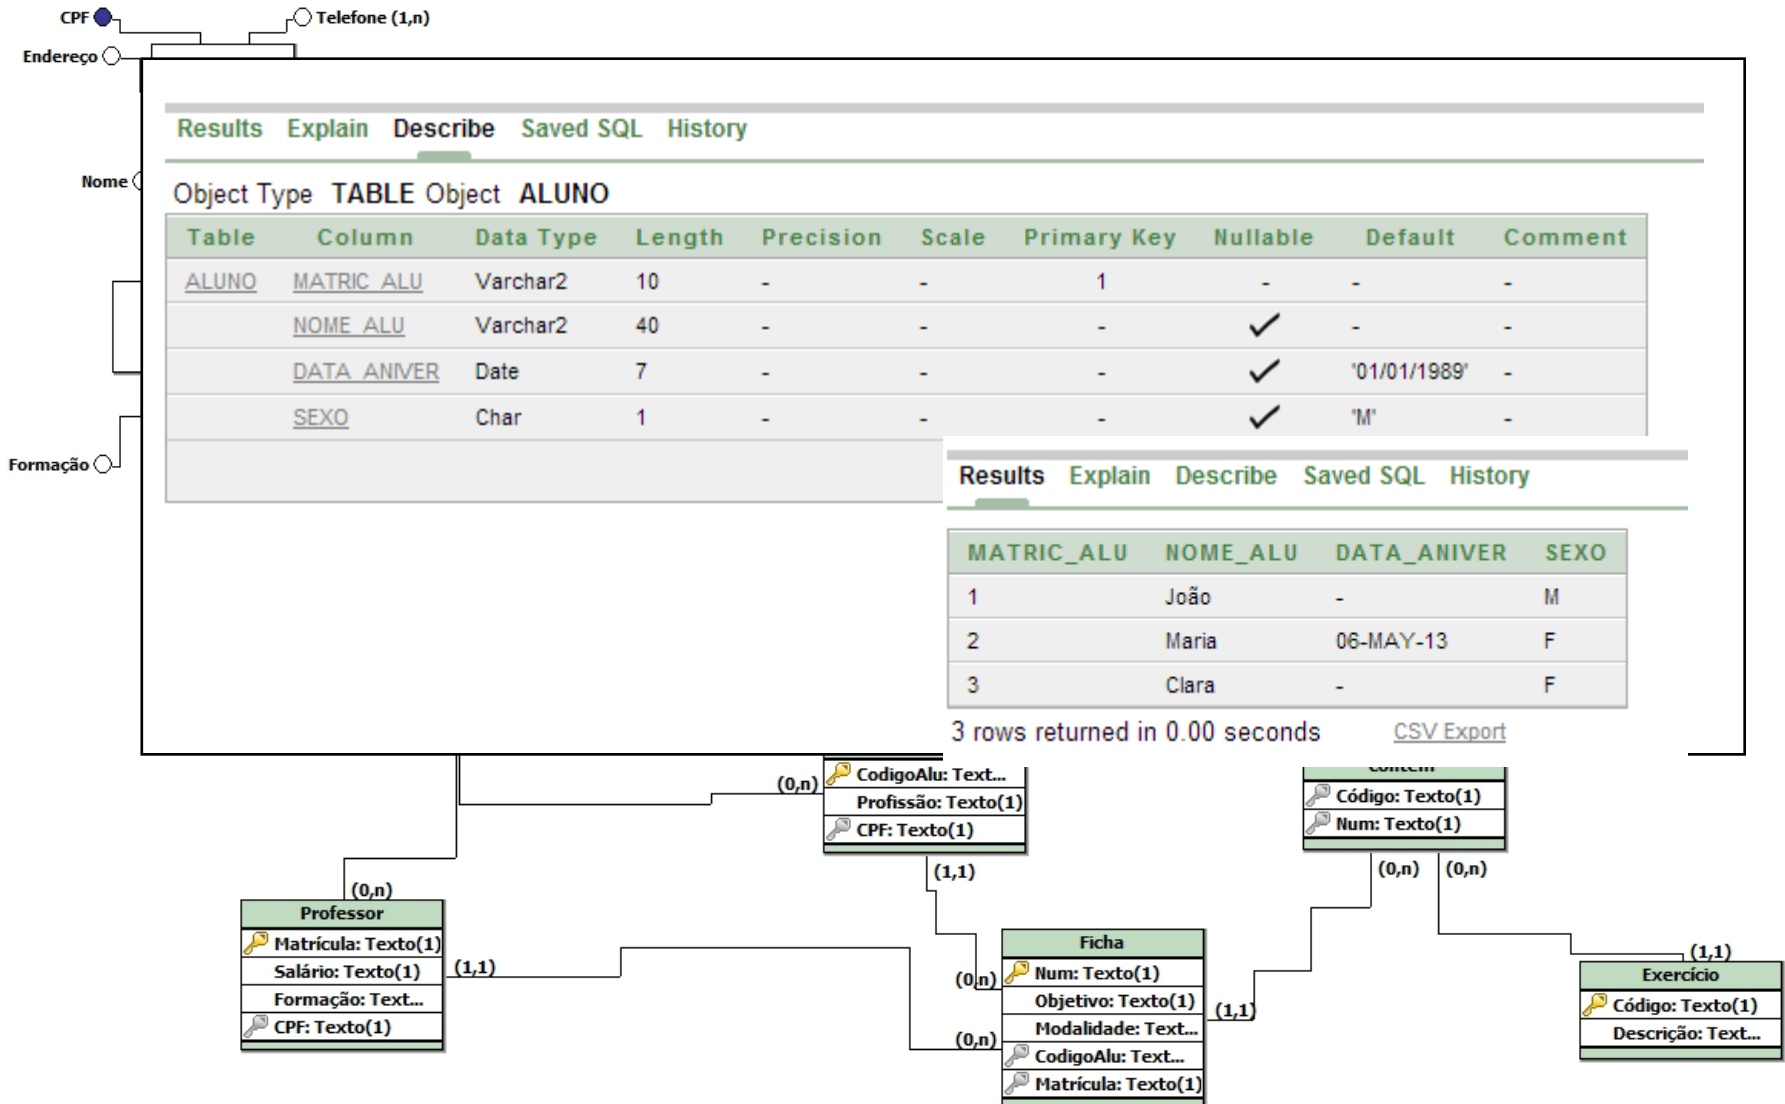 CPF
Telefone (1,n)
Endereço
Nome
Formação
Results Explain Describe Saved SQL History
Object Type TABLE Object ALUNO
Table Column Data Type Length Precision Scale Primary Key Nullable Default Comment
ALUNO MATRIC_ALU Varchar2 10 - - 1 - - -
NOME_ALU Varchar2 40 - - - ✓ - -
DATA_ANIVER Date 7 - - - ✓ '01/01/1989' -
SEXO Char 1 - - - ✓ 'M' -
Results Explain Describe Saved SQL History
MATRIC_ALU NOME_ALU DATA_ANIVER SEXO
1 João - M
2 Maria 06-MAY-13 F
3 Clara - F
3 rows returned in 0.00 seconds CSV Export
(0,n)
CodigoAlu: Text...
Profissão: Texto(1)
CPF: Texto(1)
(1,1)
Código: Texto(1)
Num: Texto(1)
(0,n) (0,n)
(0,n)
Professor
Matrícula: Texto(1)
Salário: Texto(1)
Formação: Text...
CPF: Texto(1)
(1,1)
(0,n)
(0,n)
Ficha
Num: Texto(1)
Objetivo: Texto(1)
Modalidade: Text...
CodigoAlu: Text...
Matrícula: Texto(1)
(1,1)
(1,1)
Exercício
Código: Texto(1)
Descrição: Text...